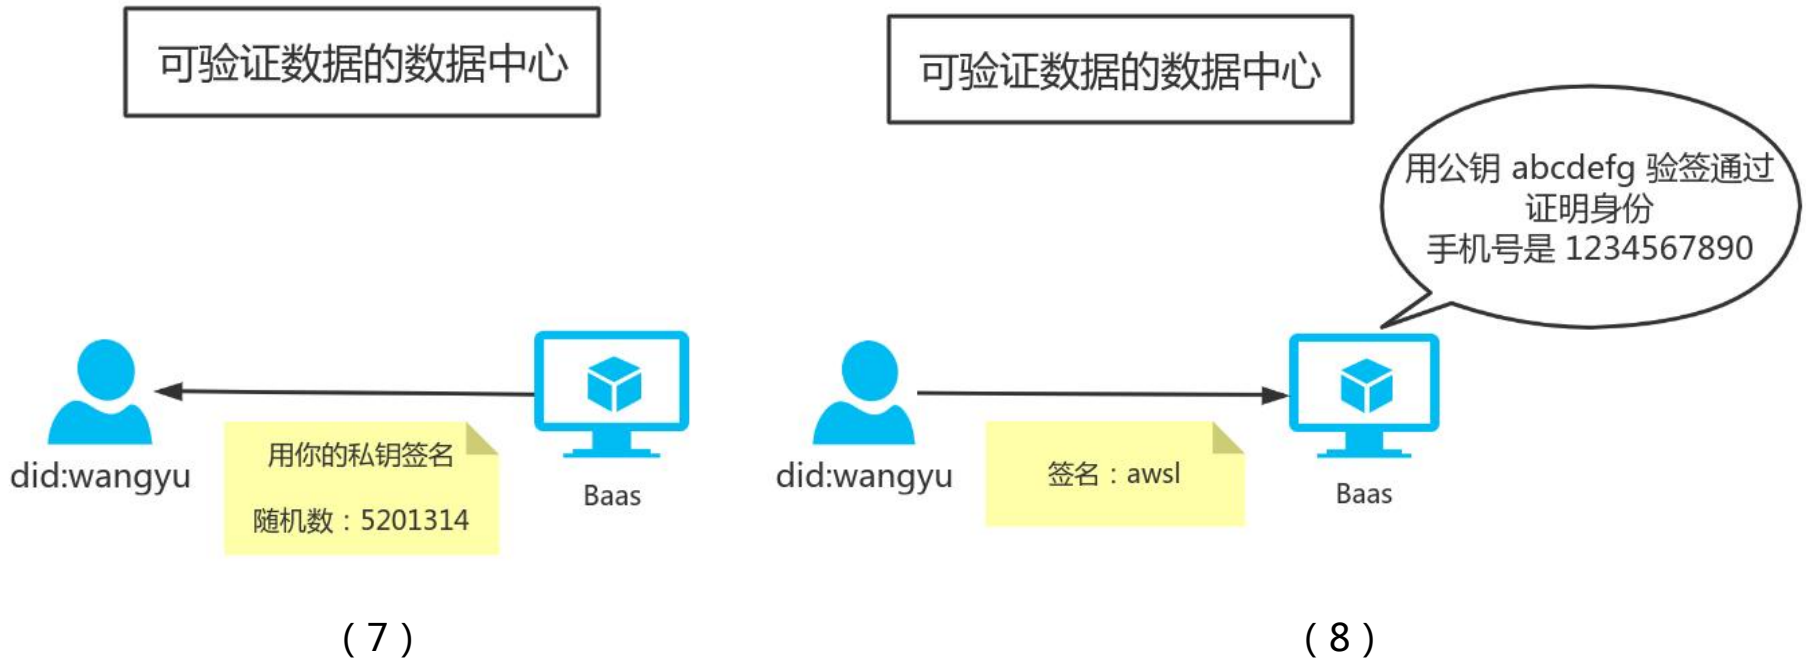 可验证数据的数据中心
用你的私钥签名
随机数：5201314
did:wangyu
Baas
（7）
可验证数据的数据中心
用公钥 abcdefg 验签通过
证明身份
手机号是 1234567890
签名：awsl
did:wangyu
Baas
（8）